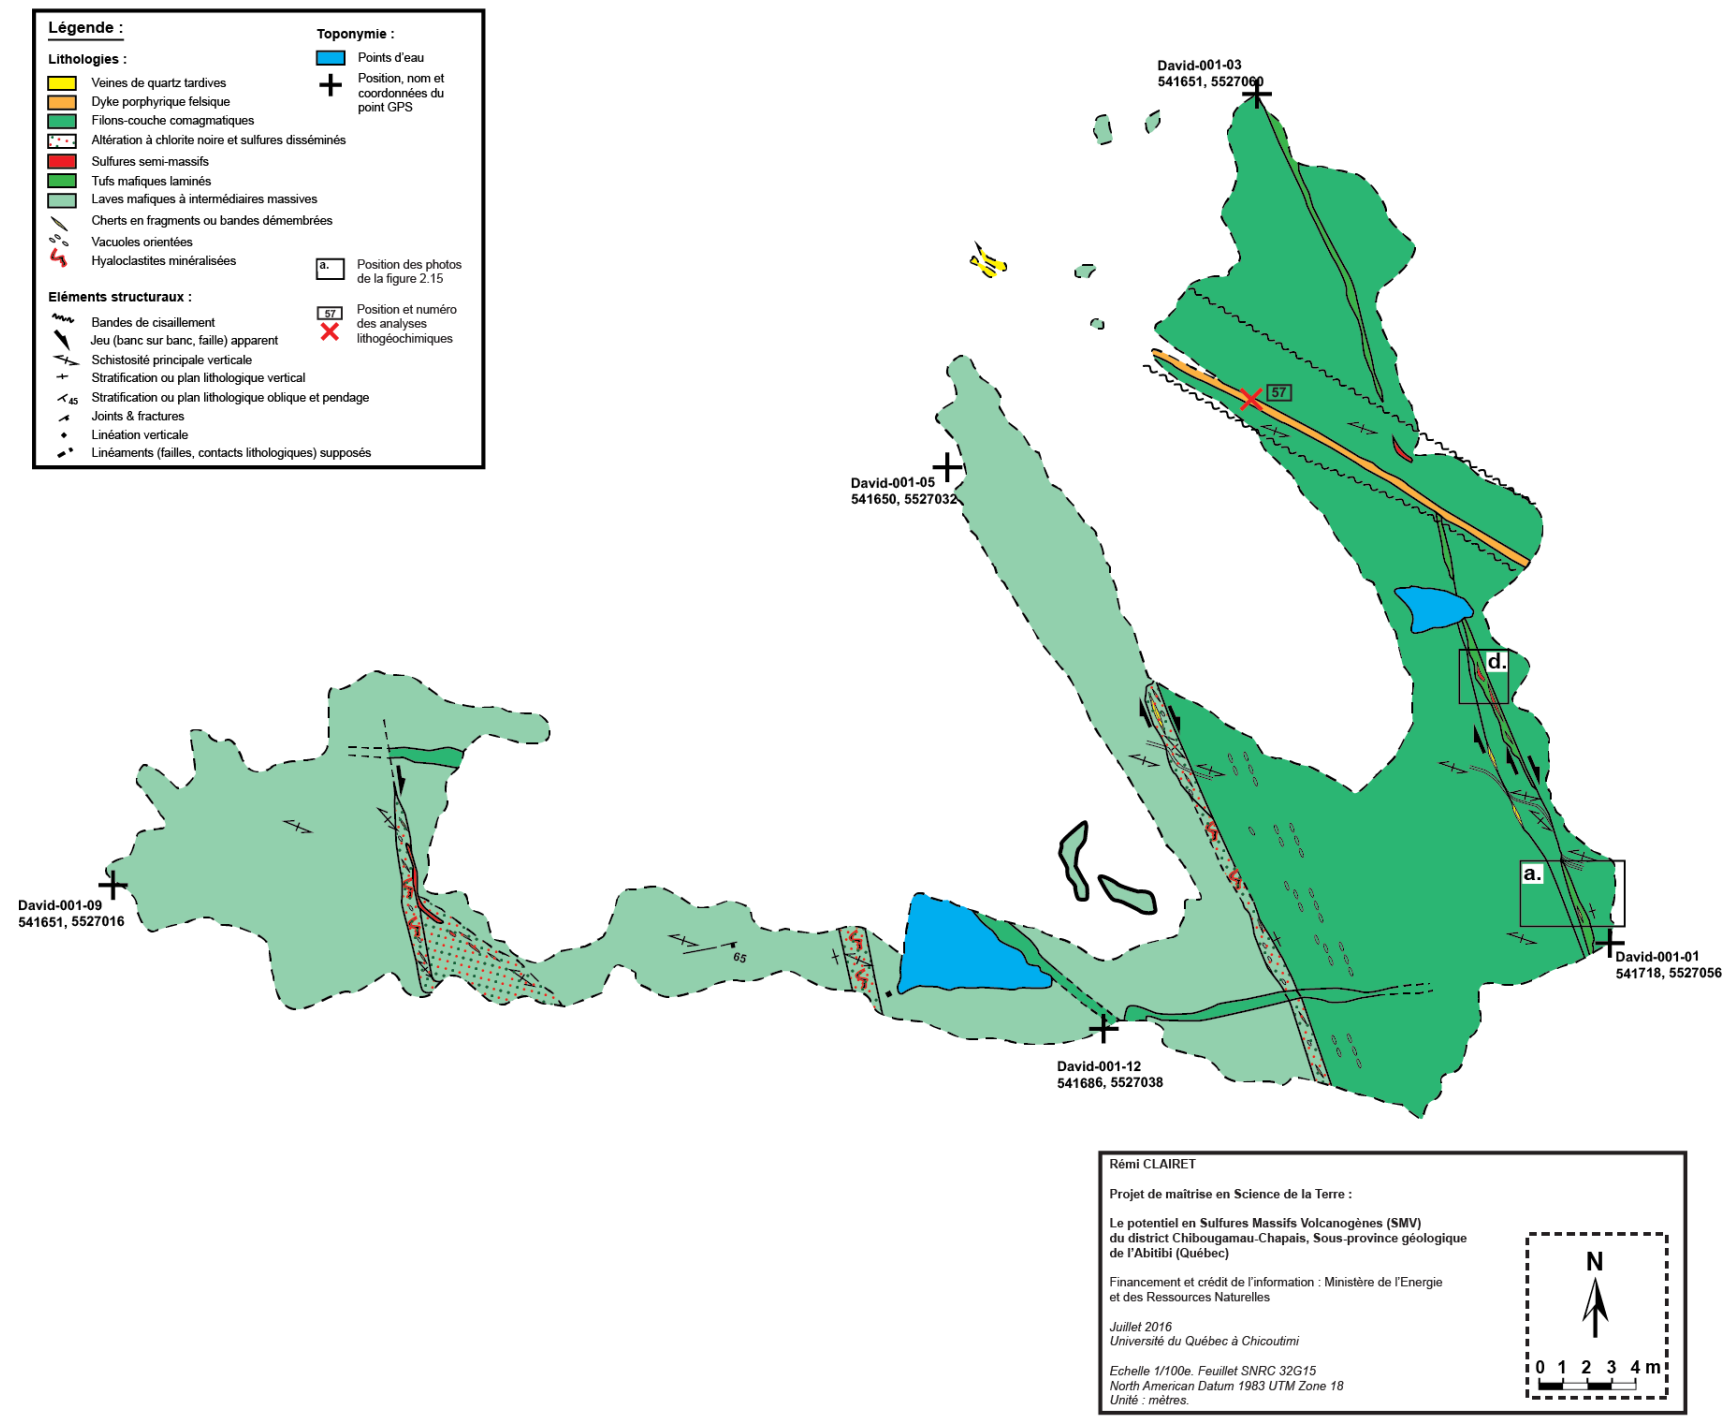 Légende :
Lithologies :
Veines de quartz tardives
Dyke porphyrique felsique
Filons-couche comagmatiques
Altération à chlorite noire et sulfures disséminés
Sulfures semi-massifs
Tufs mafiques laminés
Laves mafiques à intermédiaires massives
Cherts en fragments ou bandes démembrées
Vacuoles orientées
Hyaloclastites minéralisées
Eléments structuraux :
Bandes de cisaillement
Jeu (banc sur banc, faille) apparent
Schistosité principale verticale
Stratification ou plan lithologique vertical
45
Stratification ou plan lithologique oblique et pendage
Joints & fractures
Linéation verticale
Linéaments (failles, contacts lithologiques) supposés
Toponymie :
Points d'eau
Position, nom et
coordonnées du
point GPS
a.
Position des photos
de la figure 2.15
57
Position et numéro
des analyses
lithogéochimiques
David-001-03
541651, 5527060
57
David-001-05
541650, 5527032
d.
a.
David-001-09
541651, 5527016
65
David-001-01
541718, 5527056
David-001-12
541686, 5527038
Rémi CLAIRET
Projet de maîtrise en Science de la Terre :
Le potentiel en Sulfures Massifs Volcanogènes (SMV)
du district Chibougamau-Chapais, Sous-province géologique
de l'Abitibi (Québec)
Financement et crédit de l'information : Ministère de l'Energie
et des Ressources Naturelles
Juillet 2016
Université du Québec à Chicoutimi
Echelle 1/100e. Feuillet SNRC 32G15
North American Datum 1983 UTM Zone 18
Unité : mètres.
N
0 1 2 3 4 m